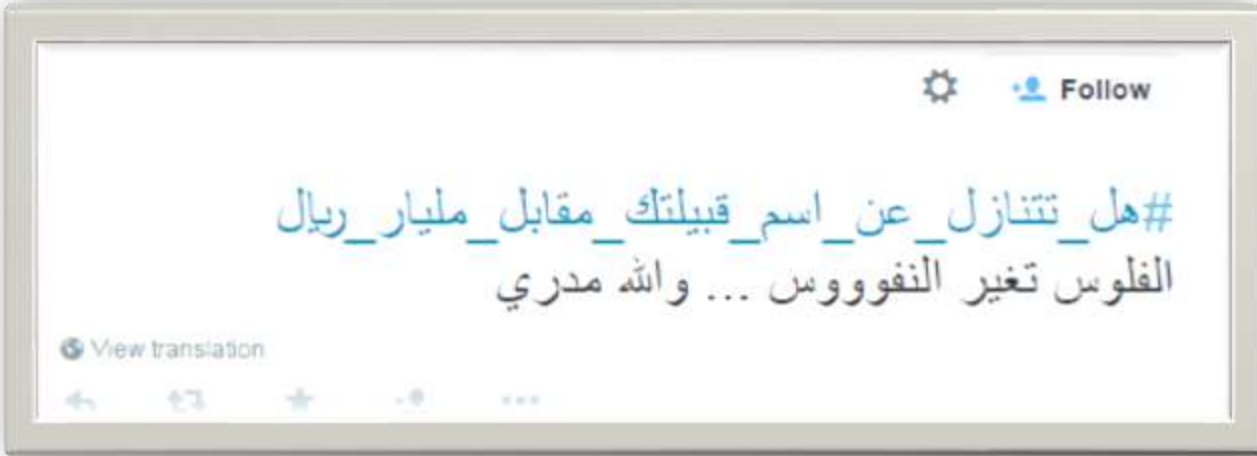 Follow
#هل_تتنازل_عن_اسم_قبيلتك_مقابل_مليار_ريال
الفلوس تغير النفوووس ... والله مدري
View translation